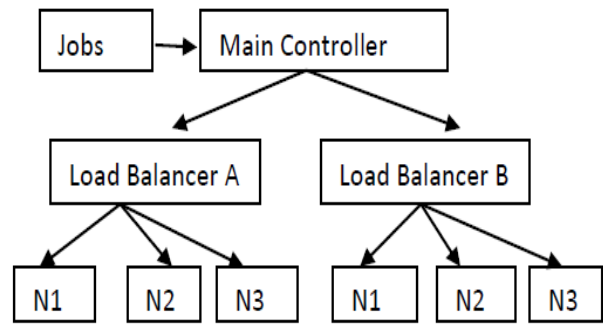 Jobs
Main Controller
Load Balancer A
Load Balancer B
N1
N2
N3
N1
N2
N3